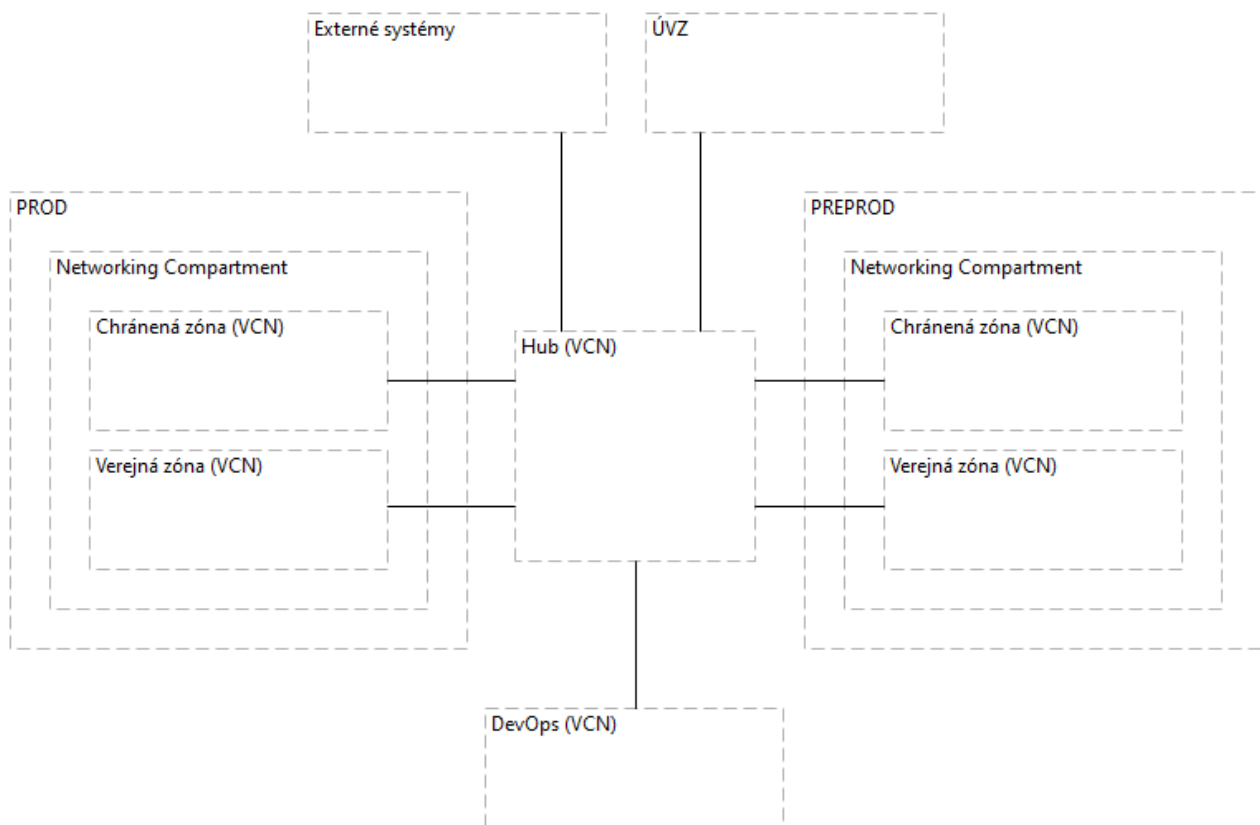 Externé systémy
ÚVZ
PROD
Networking Compartment
Chránená zóna (VCN)
Verejná zóna (VCN)
Hub (VCN)
PREPROD
Networking Compartment
Chránená zóna (VCN)
Verejná zóna (VCN)
DevOps (VCN)